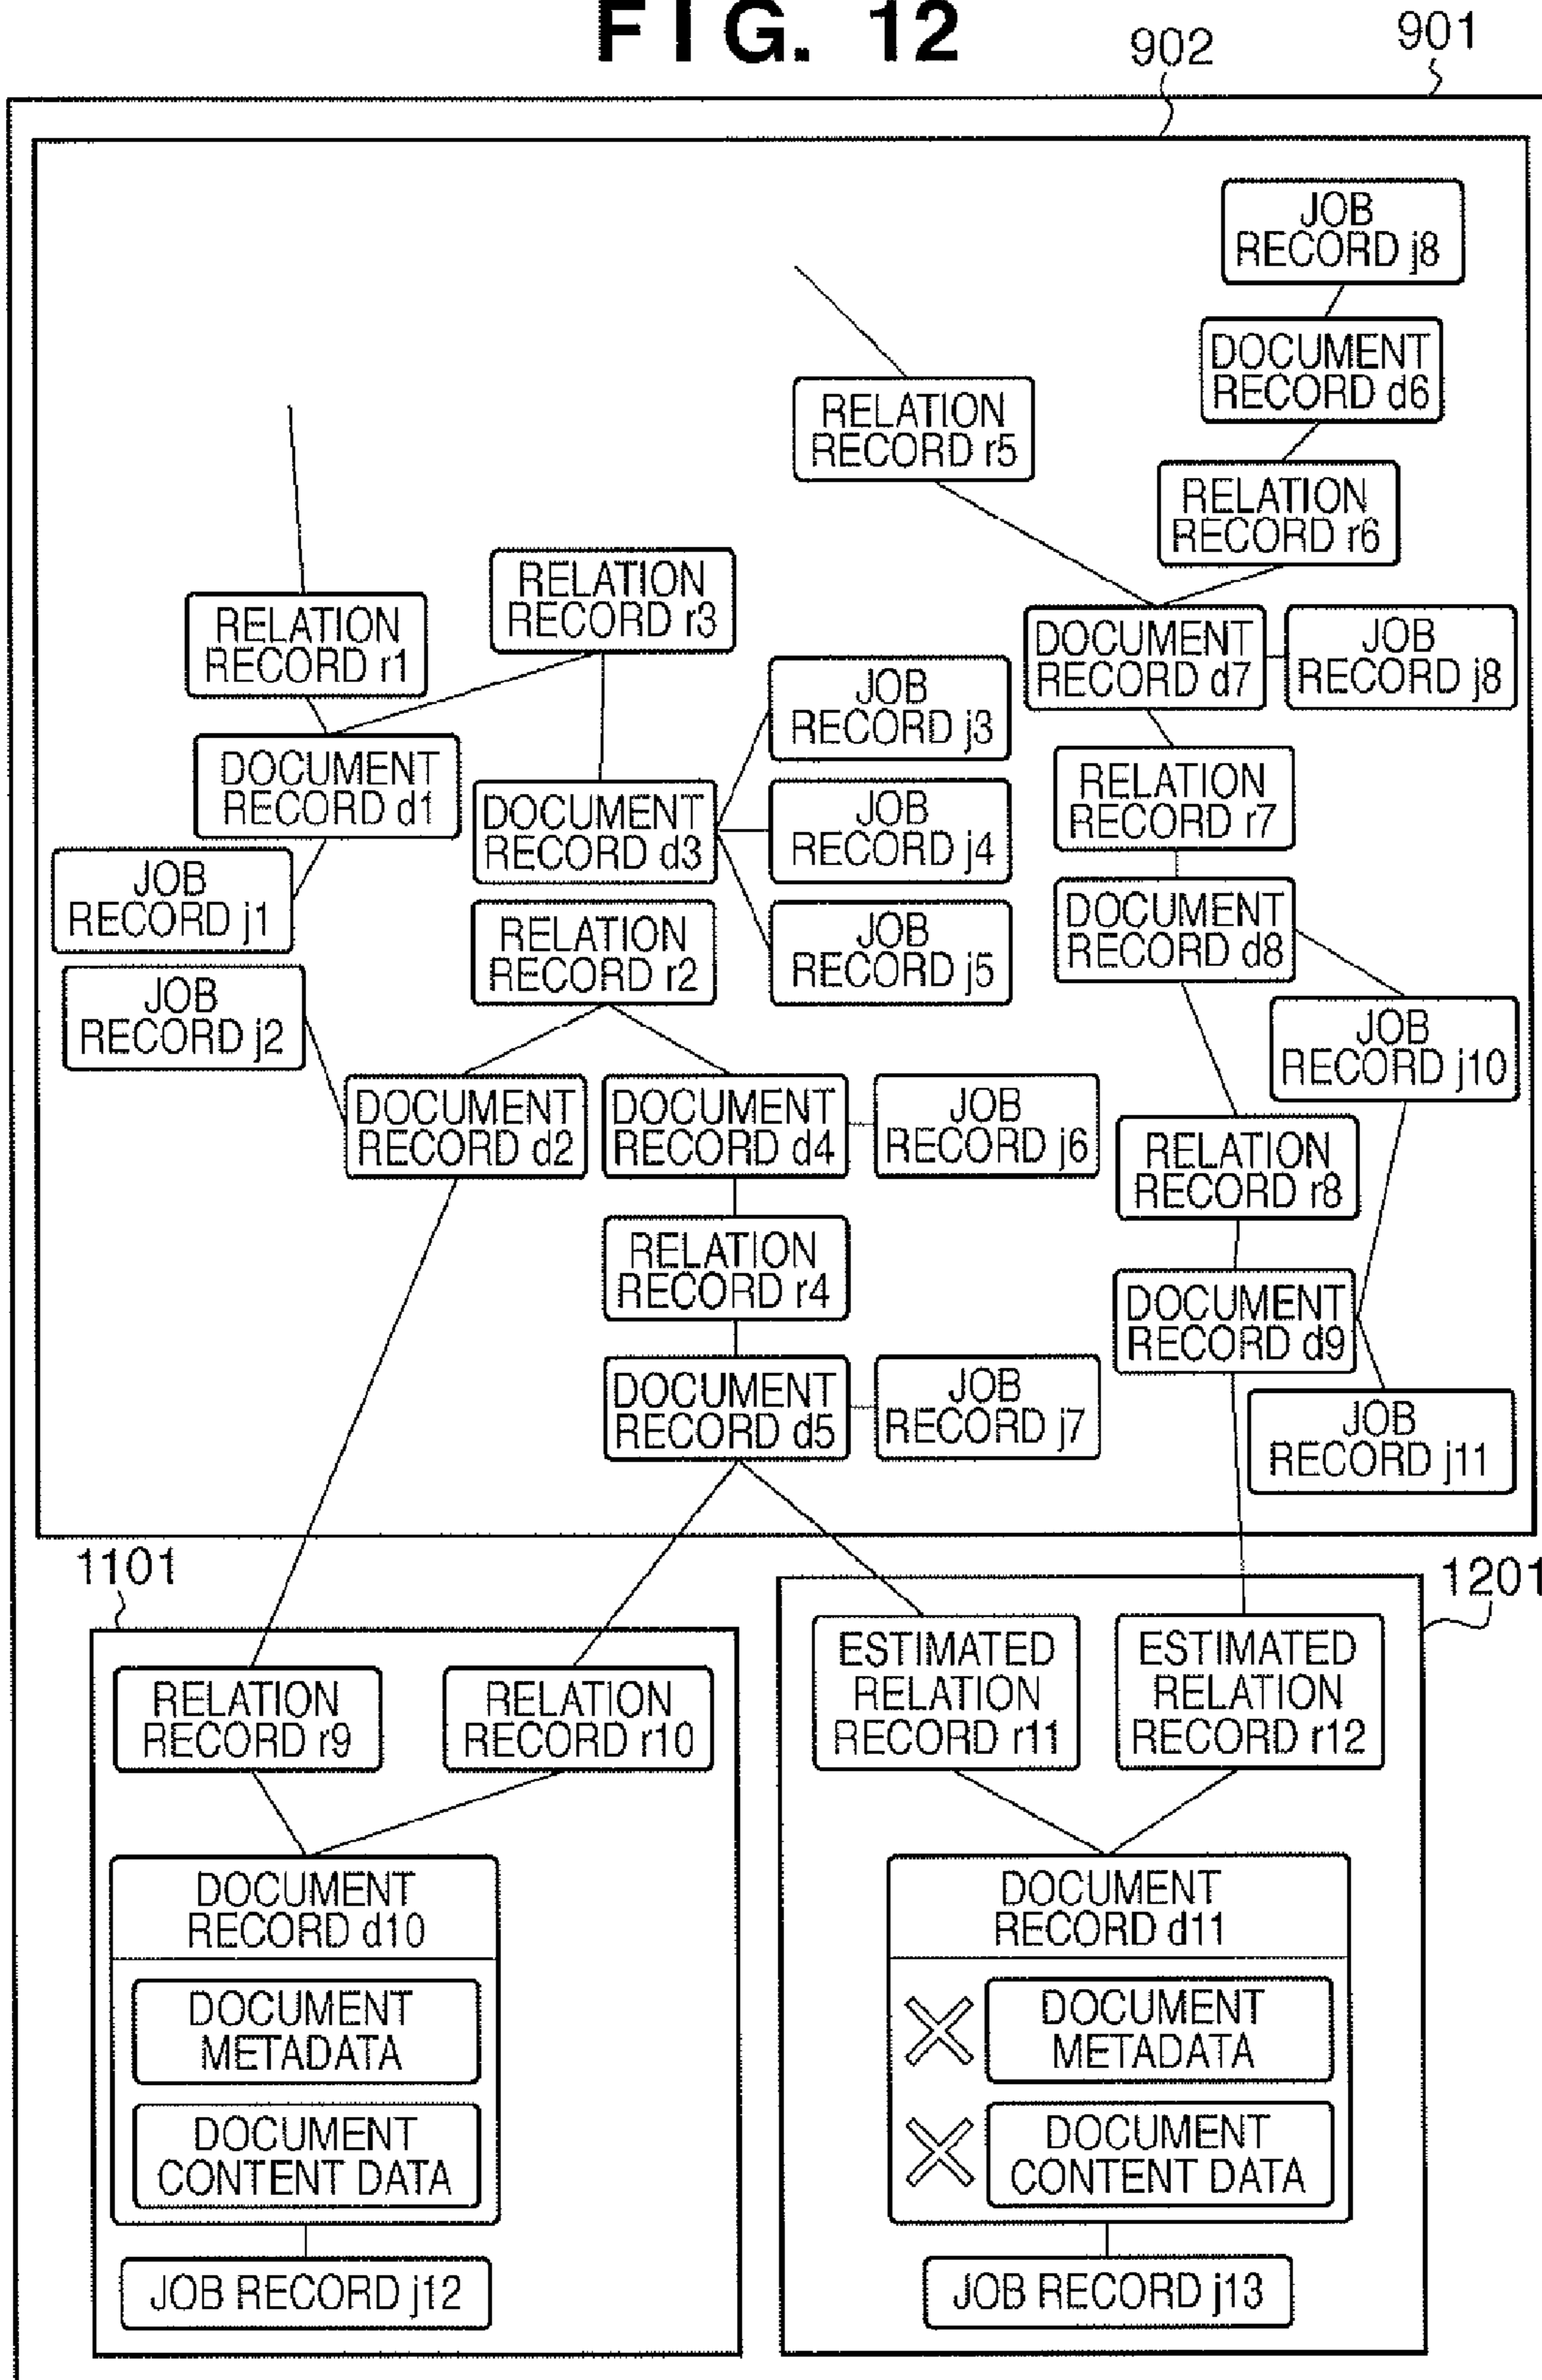 FIG. 12
902
901
JOB
RECORD j8
DOCUMENT
RECORD d6
RELATION
RECORD r5
RELATION
RECORD r6
RELATION
RECORD r3
RELATION
RECORD r1
DOCUMENT
RECORD d7
JOB
RECORD j8
JOB
RECORD j3
DOCUMENT
RECORD d1
RELATION
RECORD r7
DOCUMENT
RECORD d3
JOB
RECORD j4
JOB
RECORD j1
DOCUMENT
RECORD d8
RELATION
RECORD r2
JOB
RECORD j5
JOB
RECORD j2
JOB
RECORD j10
DOCUMENT
RECORD d2
DOCUMENT
RECORD d4
JOB
RECORD j6
RELATION
RECORD r8
RELATION
RECORD r4
DOCUMENT
RECORD d9
DOCUMENT
RECORD d5
JOB
RECORD j7
JOB
RECORD j11
1101
1201
RELATION
RECORD r9
RELATION
RECORD r10
ESTIMATED
RELATION
RECORD r11
ESTIMATED
RELATION
RECORD r12
DOCUMENT
RECORD d10
DOCUMENT
METADATA
DOCUMENT
CONTENT DATA
JOB RECORD j12
DOCUMENT
RECORD d11
DOCUMENT
METADATA
DOCUMENT
CONTENT DATA
JOB RECORD j13